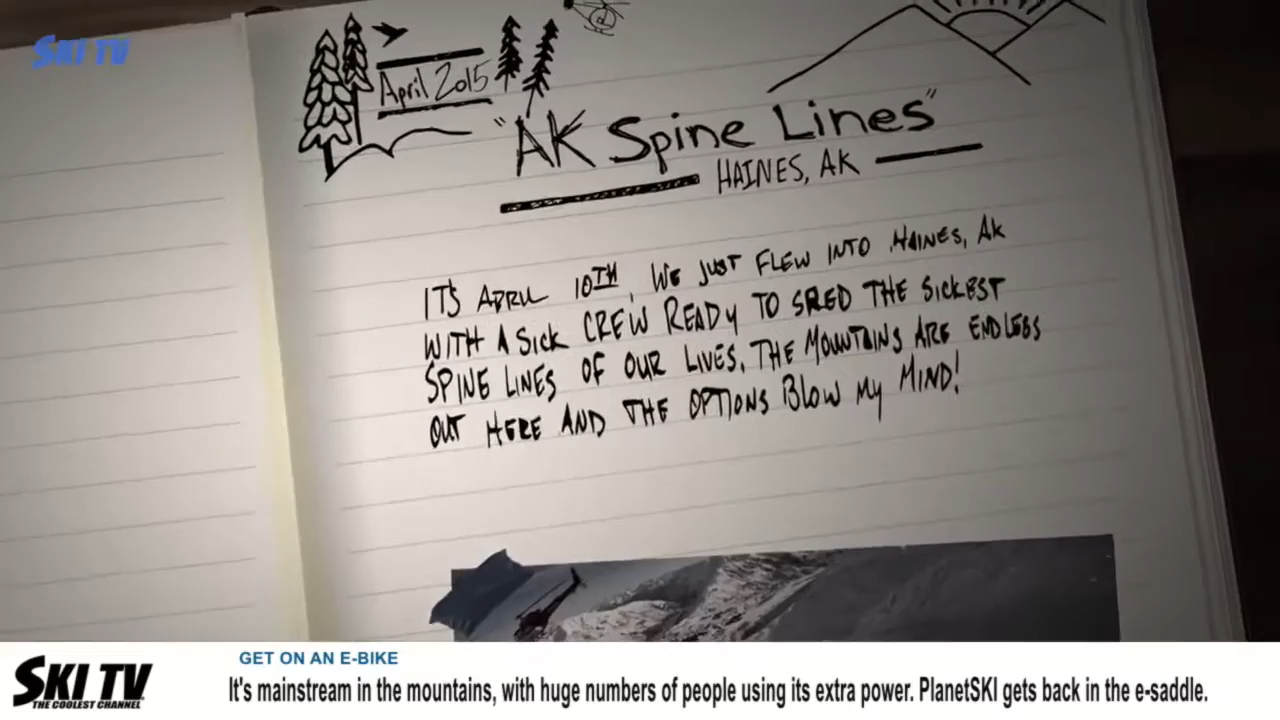 SKI TV
April 2015
"AK Spine Lines"
HAINES, AK
IT'S APRIL 10TH, WE JUST FLEW INTO HAINES, AK
WITH A SICK CREW READY TO SRED THE SICKEST
SPINE LINES OF OUR LIVES. THE MOUNTAINS ARE ENDLESS
OUT HERE AND THE OPTIONS BLOW MY MIND!
SKI TV
THE COOLEST CHANNEL
GET ON AN E-BIKE
It's mainstream in the mountains, with huge numbers of people using its extra power. PlanetSKI gets back in the e-saddle.